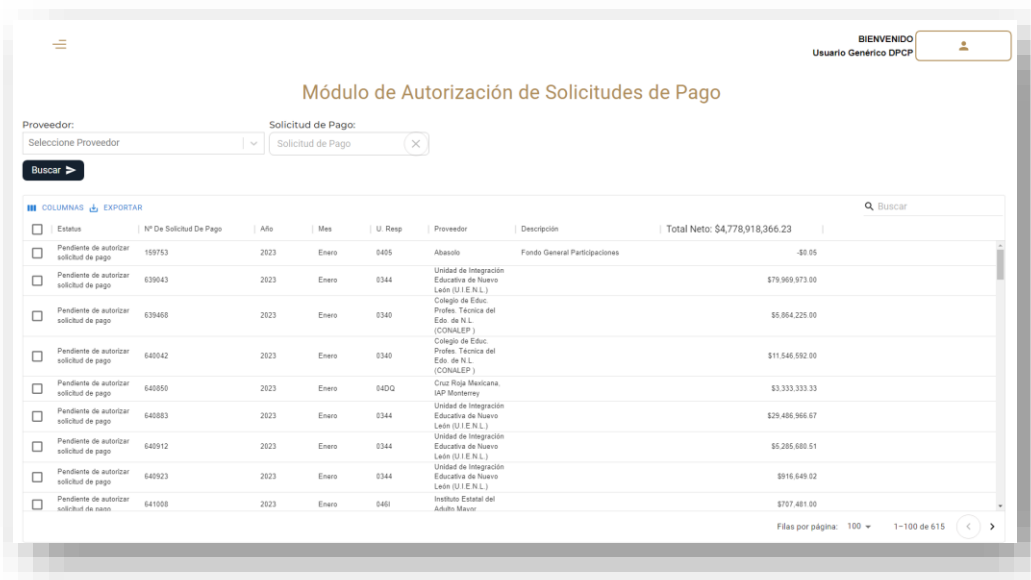 BIENVENIDO
Usuario Genérico DPCP
Módulo de Autorización de Solicitudes de Pago
Proveedor: Solicitud de Pago:
Seleccione Proveedor Solicitud de Pago
Buscar
COLUMNAS EXPORTAR Buscar
Estatus Nº De Solicitud De Pago Año Mes U. Resp Proveedor Descripción Total Neto: $4,778,918,366.23
Pendiente de autorizar
solicitud de pago 159753 2023 Enero 0405 Abasolo Fondo General Participaciones -$0.05
Pendiente de autorizar
solicitud de pago 639043 2023 Enero 0344 Unidad de Integración
Educativa de Nuevo
León (U.I.E.N.L.) $79,969,973.00
Pendiente de autorizar
solicitud de pago 639468 2023 Enero 0340 Colegio de Educ.
Profes. Técnica del
Edo. de N.L.
(CONALEP ) $5,864,225.00
Pendiente de autorizar
solicitud de pago 640042 2023 Enero 0340 Colegio de Educ.
Profes. Técnica del
Edo. de N.L.
(CONALEP ) $11,546,592.00
Pendiente de autorizar
solicitud de pago 640850 2023 Enero 04DQ Cruz Roja Mexicana,
IAP Monterrey $3,333,333.33
Pendiente de autorizar
solicitud de pago 640883 2023 Enero 0344 Unidad de Integración
Educativa de Nuevo
León (U.I.E.N.L.) $29,486,966.67
Pendiente de autorizar
solicitud de pago 640912 2023 Enero 0344 Unidad de Integración
Educativa de Nuevo
León (U.I.E.N.L.) $5,285,680.51
Pendiente de autorizar
solicitud de pago 640923 2023 Enero 0344 Unidad de Integración
Educativa de Nuevo
León (U.I.E.N.L.) $916,649.02
Pendiente de autorizar
solicitud de pago 641008 2023 Enero 046I Instituto Estatal del
Adulto Mayor $707,481.00
Filas por página: 100 1–100 de 615